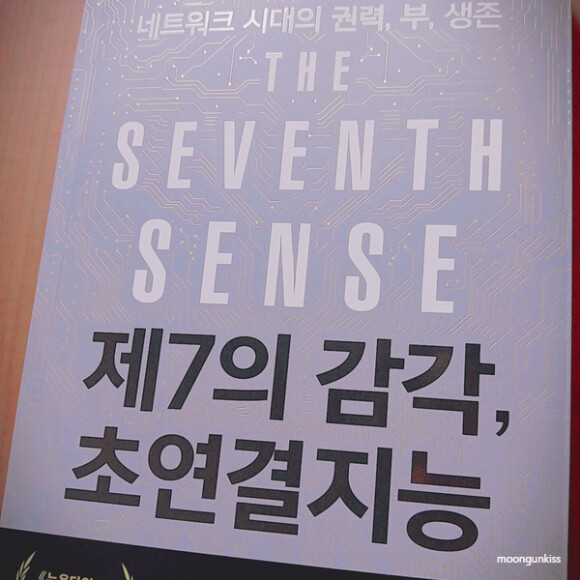 네트워크 시대의 권력, 부, 생존
THE
SEVENTH
SENSE
제7의 감각,
초연결지능
moongunkiss